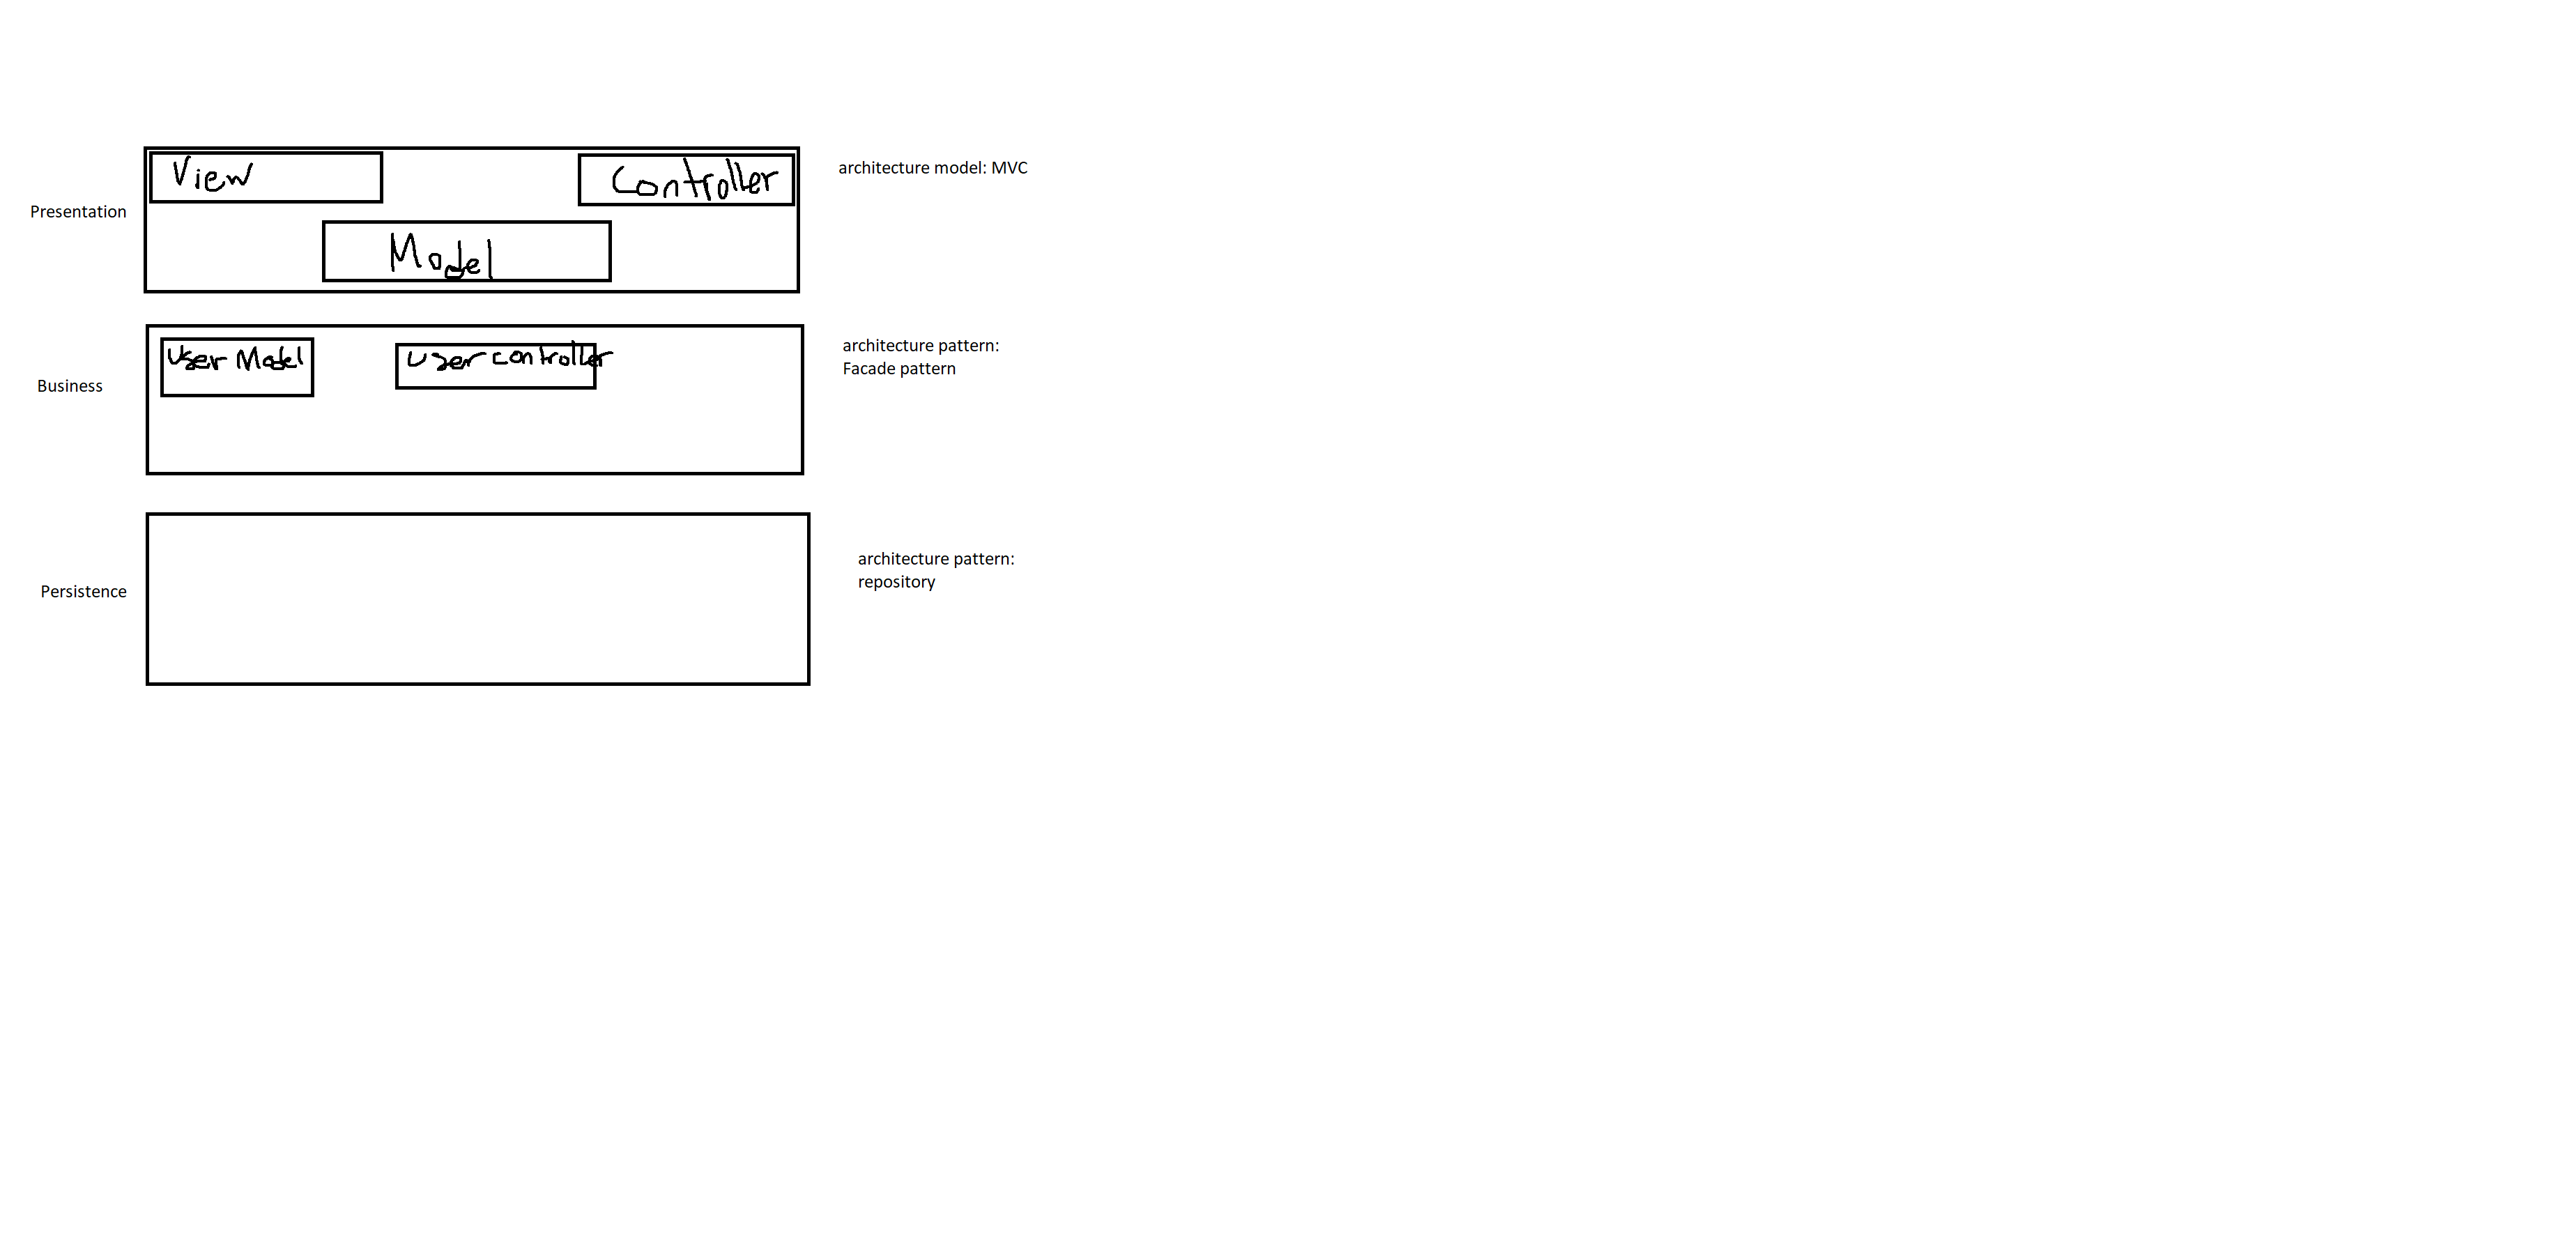 View
Controller
architecture model: MVC
Presentation
Model
User Model
User controller
architecture pattern:
Facade pattern
Business
architecture pattern:
repository
Persistence